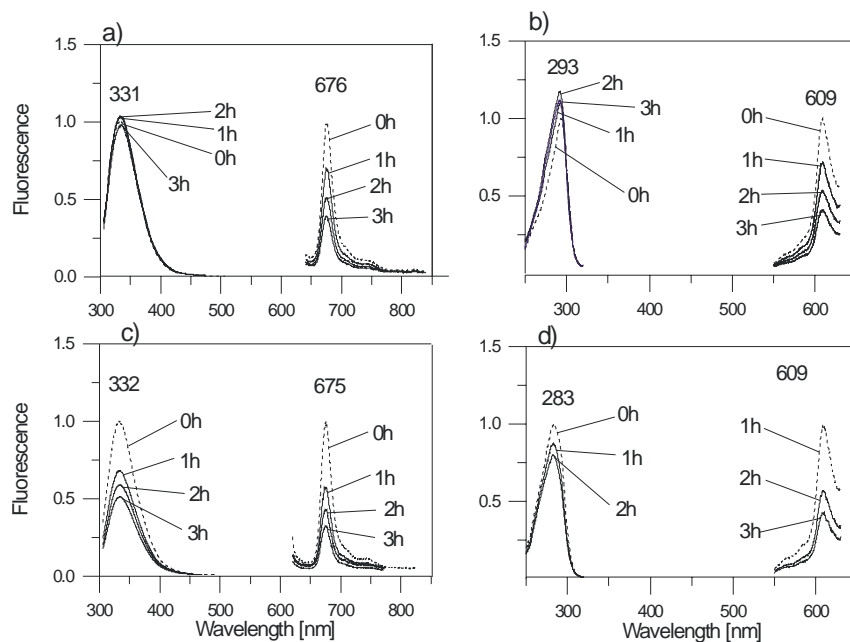 a)
1.5
331
676
2h
1h
0h
3h
0h
1h
2h
3h
1.0
0.5
0.0
Fluorescence
300 400 500 600 700 800
b)
1.5
293
609
2h
3h
1h
0h
0h
1h
2h
3h
1.0
0.5
300 400 500 600
c)
1.5
332
675
0h
1h
2h
3h
0h
1h
2h
3h
1.0
0.5
0.0
Fluorescence
300 400 500 600 700 800
Wavelength [nm]
d)
1.5
283
609
0h
1h
2h
1h
2h
3h
1.0
0.5
300 400 500 600
Wavelength [nm]